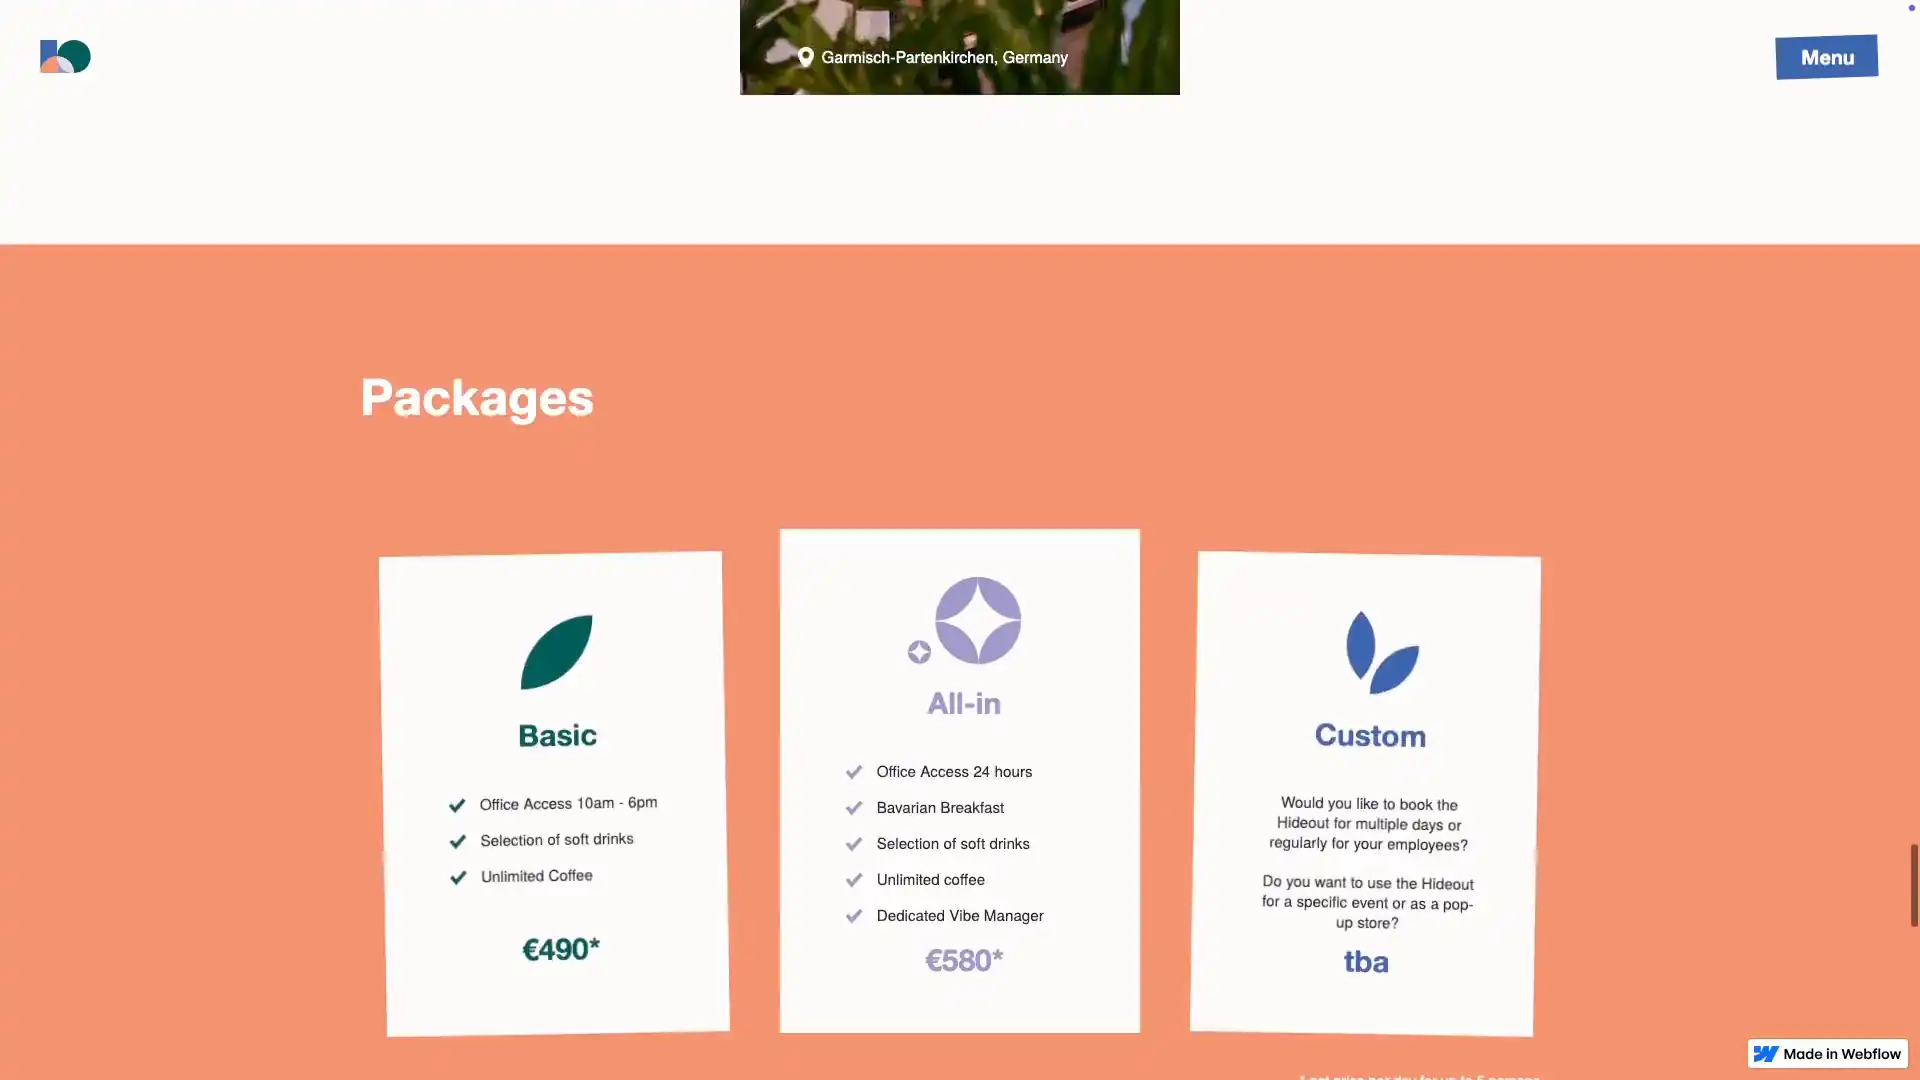 Garmisch-Partenkirchen, Germany
Menu
Packages
Basic
Office Access 10am - 6pm
Selection of soft drinks
Unlimited Coffee
€490*
All-in
Office Access 24 hours
Bavarian Breakfast
Selection of soft drinks
Unlimited coffee
Dedicated Vibe Manager
€580*
Custom
Would you like to book the
Hideout for multiple days or
regularly for your employees?
Do you want to use the Hideout
for a specific event or as a pop-
up store?
tba
Made in Webflow